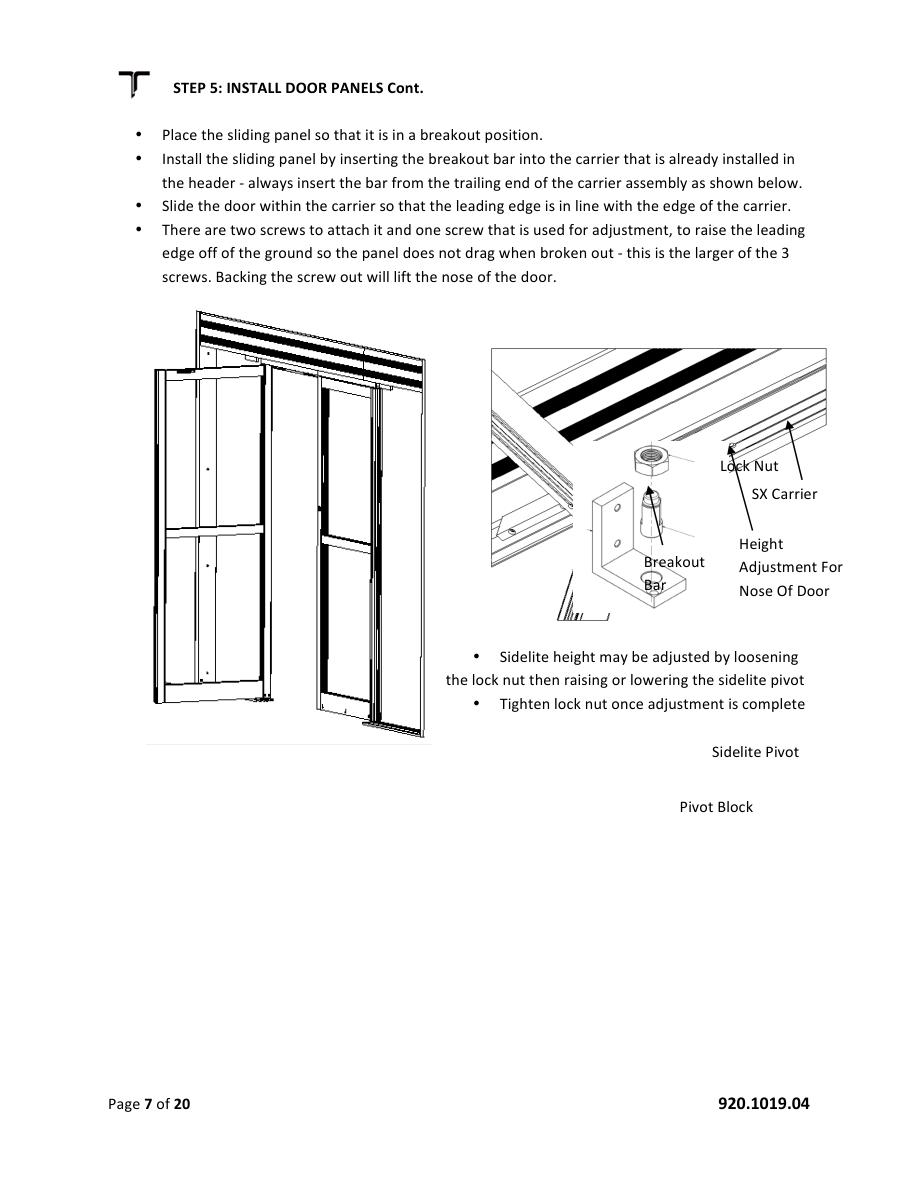 STEP 5: INSTALL DOOR PANELS Cont.
• Place the sliding panel so that it is in a breakout position.
• Install the sliding panel by inserting the breakout bar into the carrier that is already installed in
the header - always insert the bar from the trailing end of the carrier assembly as shown below.
• Slide the door within the carrier so that the leading edge is in line with the edge of the carrier.
• There are two screws to attach it and one screw that is used for adjustment, to raise the leading
edge off of the ground so the panel does not drag when broken out - this is the larger of the 3
screws. Backing the screw out will lift the nose of the door.
Lock Nut
SX Carrier
Height
Adjustment For
Nose Of Door
Breakout
Bar
• Sidelite height may be adjusted by loosening
the lock nut then raising or lowering the sidelite pivot
• Tighten lock nut once adjustment is complete
Sidelite Pivot
Pivot Block
Page 7 of 20
920.1019.04